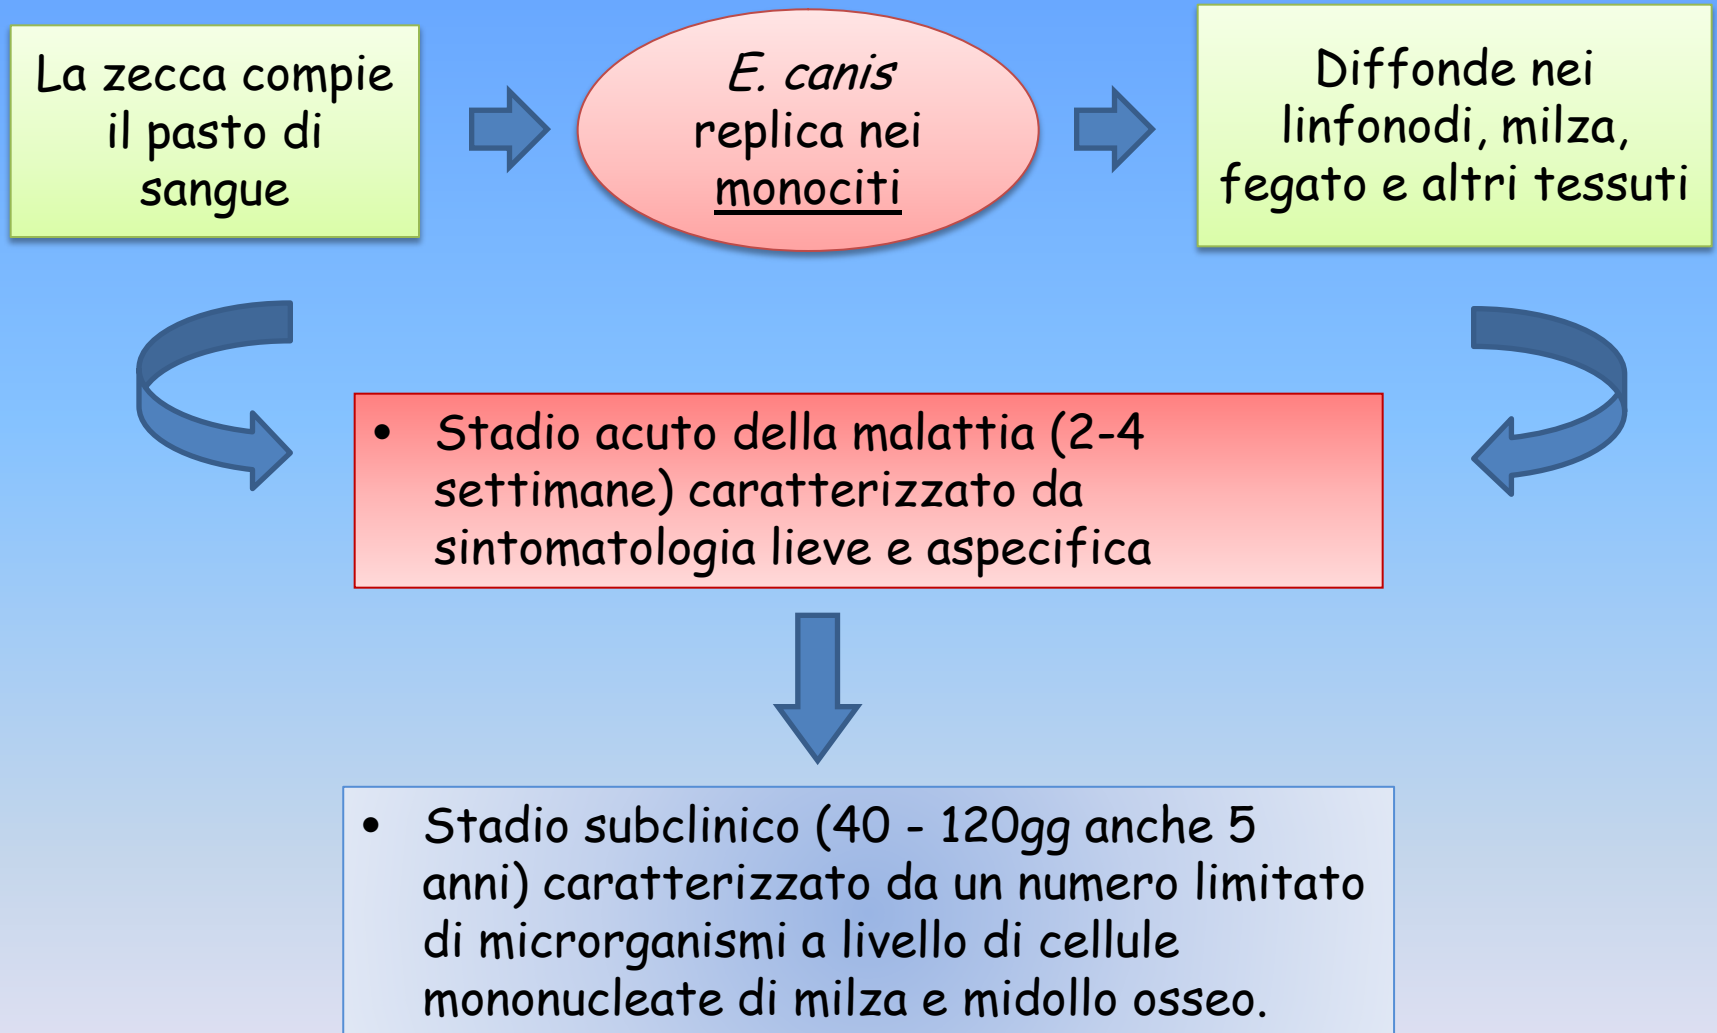 La zecca compie
il pasto di
sangue
E. canis
replica nei
monociti
Diffonde nei
linfonodi, milza,
fegato e altri tessuti
• Stadio acuto della malattia (2-4
settimane) caratterizzato da
sintomatologia lieve e aspecifica
• Stadio subclinico (40 - 120gg anche 5
anni) caratterizzato da un numero limitato
di microrganismi a livello di cellule
mononucleate di milza e midollo osseo.